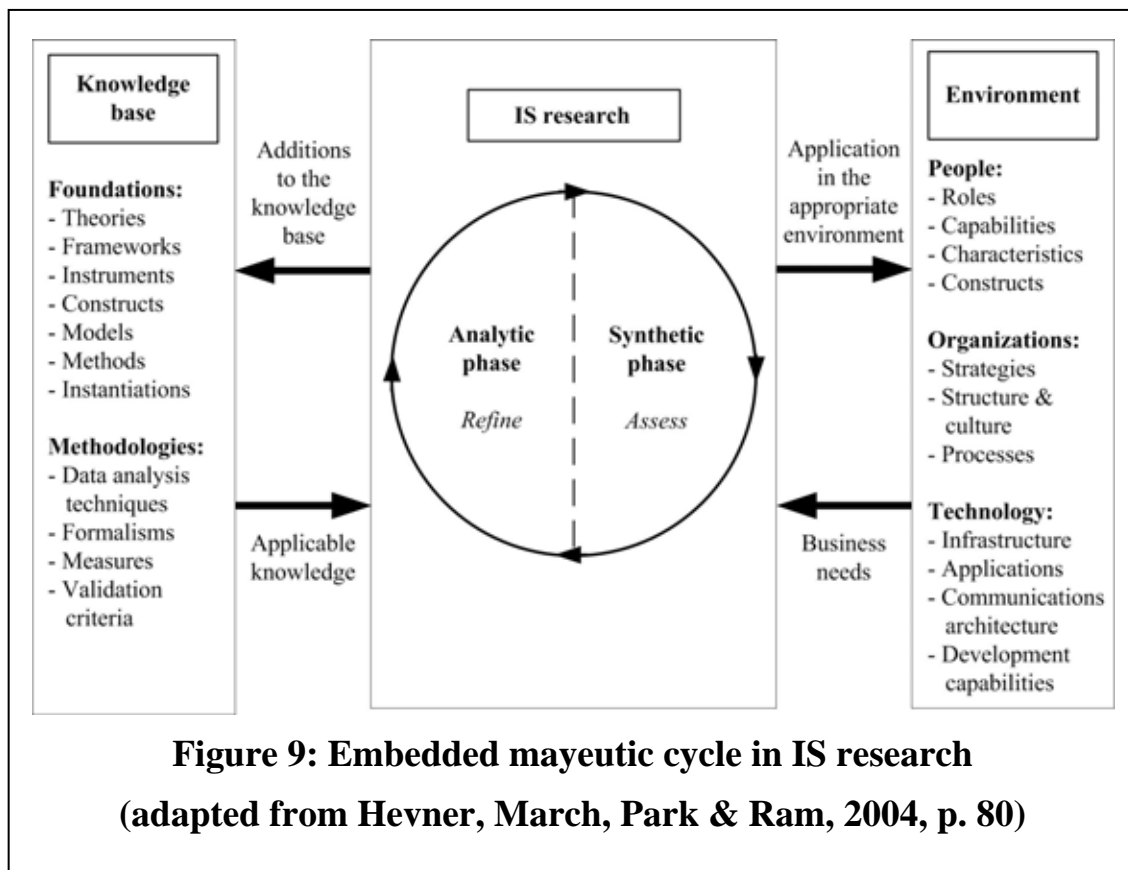 Knowledge
base
Foundations:
- Theories
- Frameworks
- Instruments
- Constructs
- Models
- Methods
- Instantiations
Methodologies:
- Data analysis
techniques
- Formalisms
- Measures
- Validation
criteria
Additions
to the
knowledge
base
Applicable
knowledge
IS research
Analytic
phase
Refine
Synthetic
phase
Assess
Application
in the
appropriate
environment
Business
needs
Environment
People:
- Roles
- Capabilities
- Characteristics
- Constructs
Organizations:
- Strategies
- Structure &
culture
- Processes
Technology:
- Infrastructure
- Applications
- Communications
architecture
- Development
capabilities
Figure 9: Embedded mayeutic cycle in IS research
(adapted from Hevner, March, Park & Ram, 2004, p. 80)